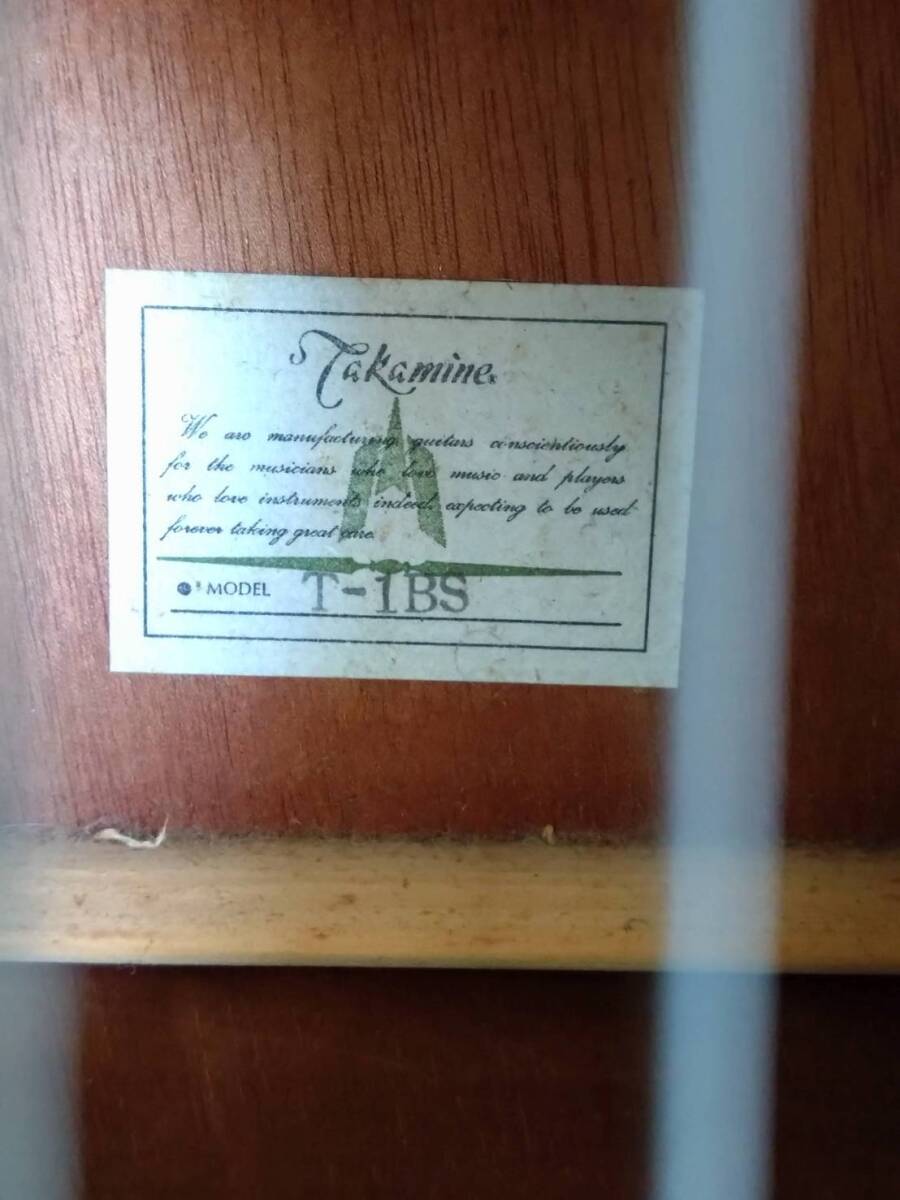 Takamine
We are manufacturing guitars conscientiously
for the musicians who love music and players
who love instruments indeed, expecting to be used
forever taking great care.
MODEL T-1BS